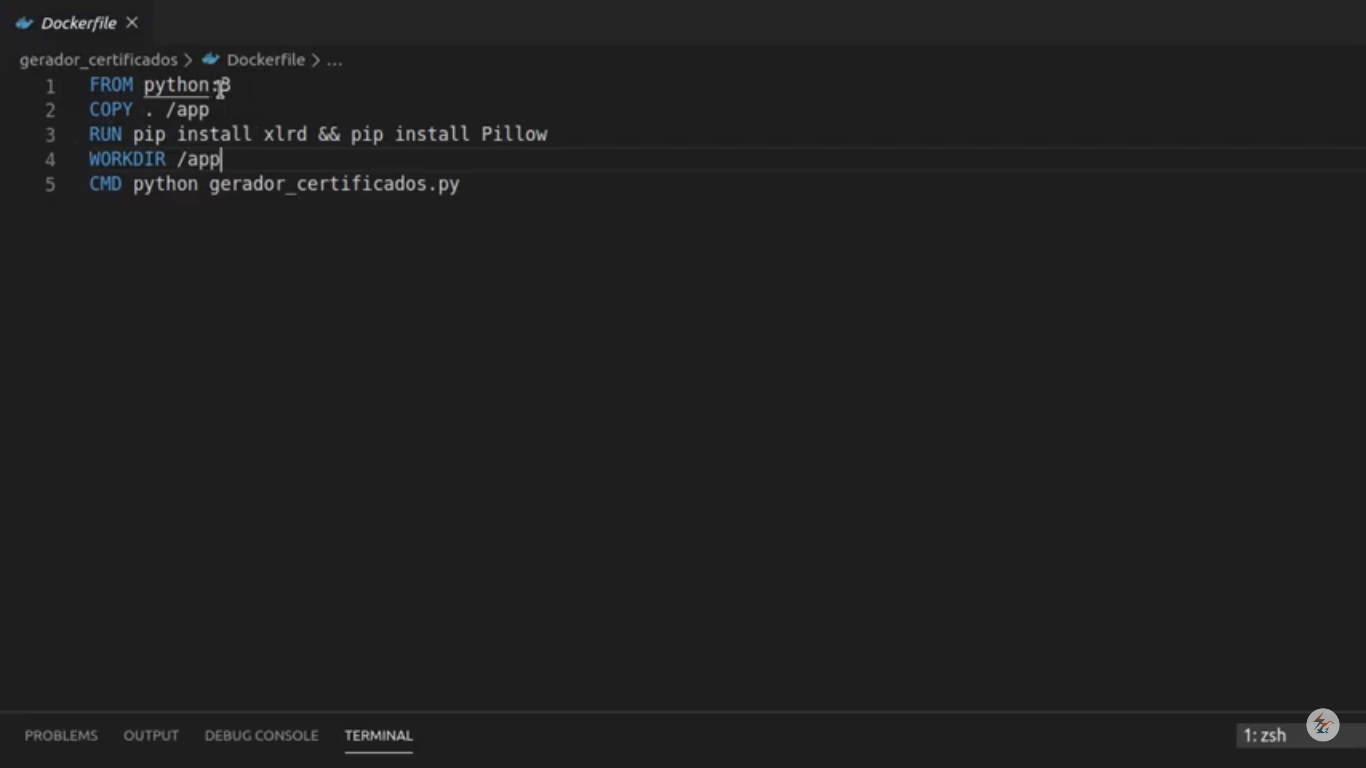 Dockerfile
gerador_certificados > Dockerfile > ...
1 FROM python:3
2 COPY . /app
3 RUN pip install xlrd && pip install Pillow
4 WORKDIR /app
5 CMD python gerador_certificados.py
PROBLEMS OUTPUT DEBUG CONSOLE TERMINAL 1: zsh